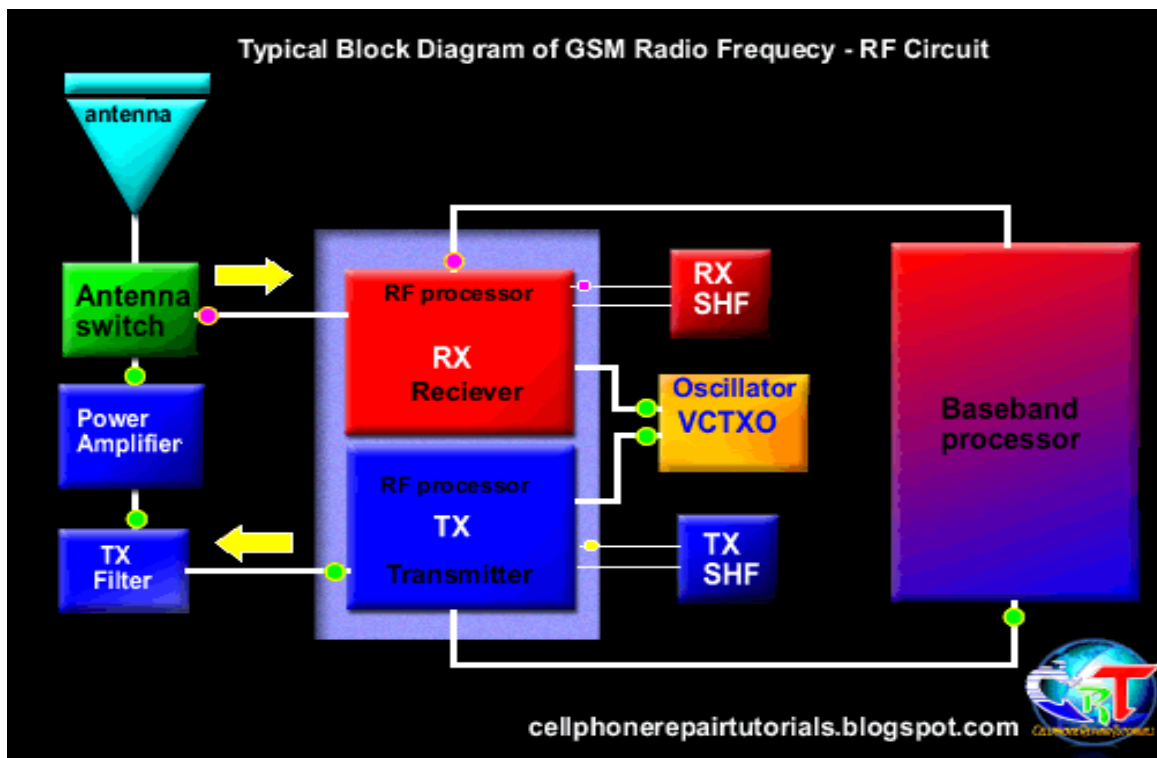 Typical Block Diagram of GSM Radio Frequecy - RF Circuit
antenna
Antenna
switch
Power
Amplifier
TX
Filter
RF processor
RX
Reciever
RF processor
TX
Transmitter
RX
SHF
Oscillator
VCTXO
TX
SHF
Baseband
processor
cellphonerepairtutorials.blogspot.com
CRT